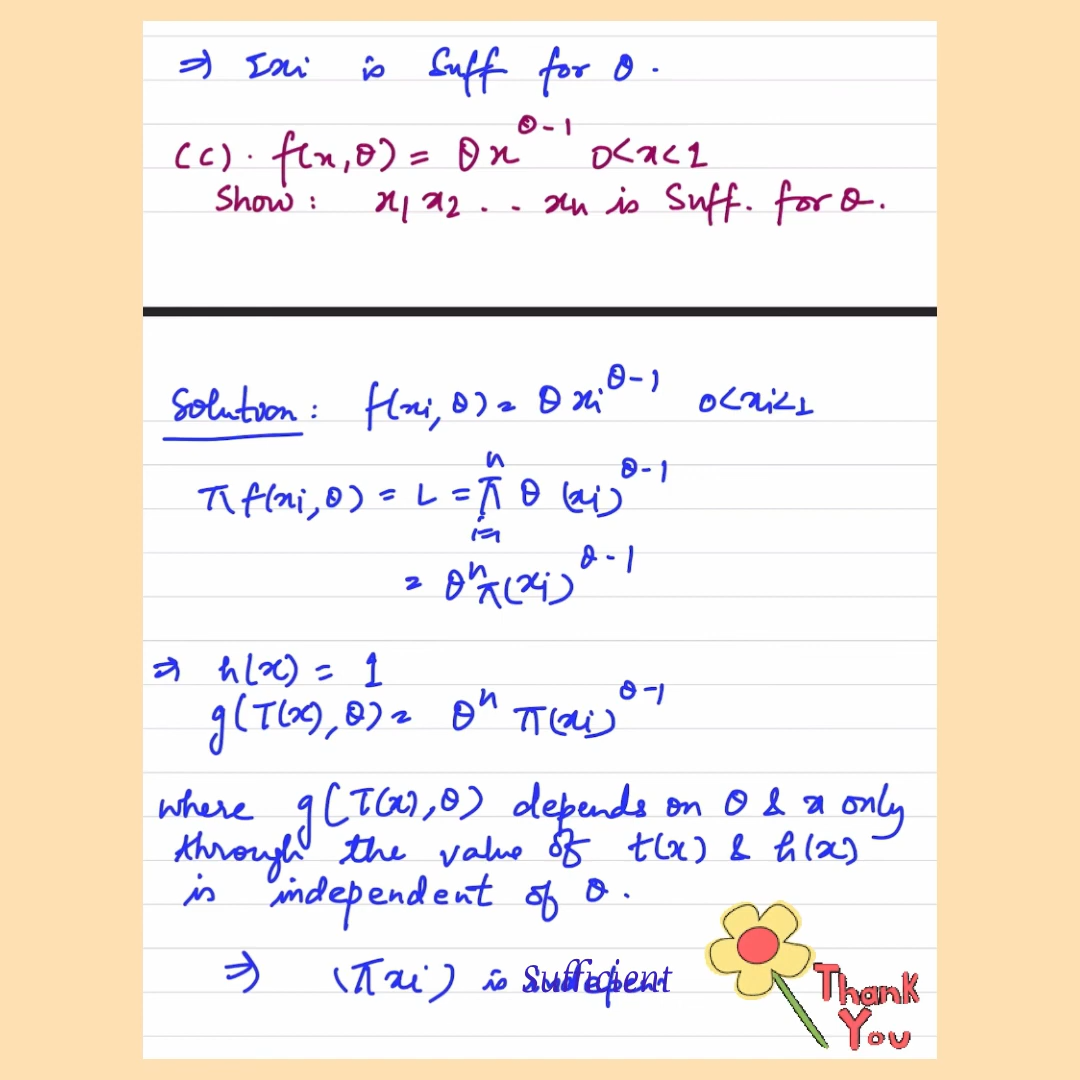 ⇒ Σxi is Suff for θ.
(c). f(x,θ) = θx^θ-1 0<x<1
Show: x1 x2 .. xn is Suff. for θ.
Solution: f(xi,θ) = θ xi^θ-1 0<xi<1
π f(xi,θ) = L = π_{i=1}^{n} θ (xi)^θ-1
= θ^n π(xi)^θ-1
⇒ h(x) = 1
g(T(x),θ) = θ^n π(xi)^θ-1
where g(T(x),θ) depends on θ & x only
through the value of t(x) & h(x)
is independent of θ.
⇒ (πxi) is Sufficient
Thank
You